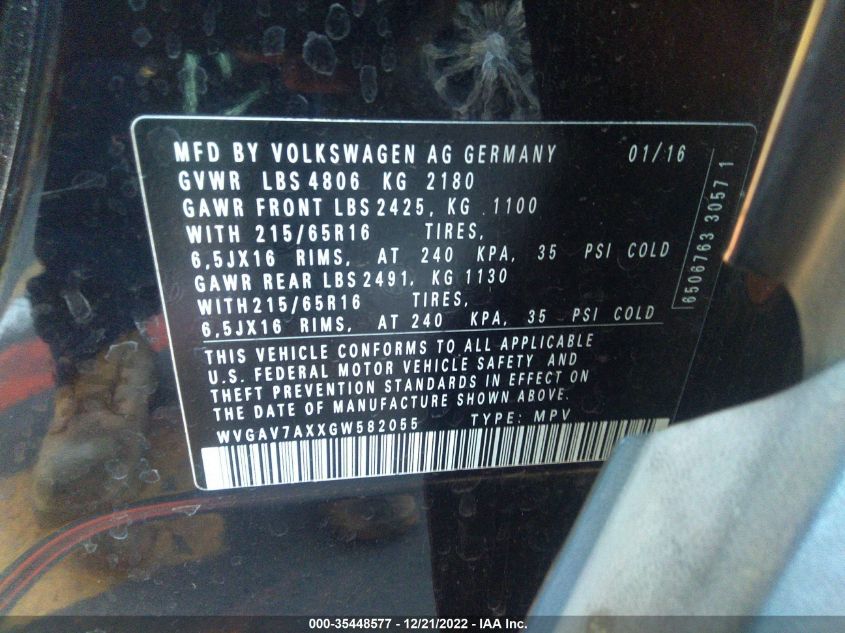 MFD BY VOLKSWAGEN AG GERMANY 01/16
GVWR LBS 4806 KG 2180
GAWR FRONT LBS 2425, KG 1100
WITH 215/65R16 TIRES,
6,5JX16 RIMS, AT 240 KPA, 35 PSI COLD
GAWR REAR LBS 2491, KG 1130
WITH 215/65R16 TIRES,
6,5JX16 RIMS, AT 240 KPA, 35 PSI COLD
6506763 3057 1
THIS VEHICLE CONFORMS TO ALL APPLICABLE
U.S. FEDERAL MOTOR VEHICLE SAFETY AND
THEFT PREVENTION STANDARDS IN EFFECT ON
THE DATE OF MANUFACTURE SHOWN ABOVE.
WVGAV7AXXGW582055 TYPE: MPV
000-35448577 - 12/21/2022 - IAA Inc.